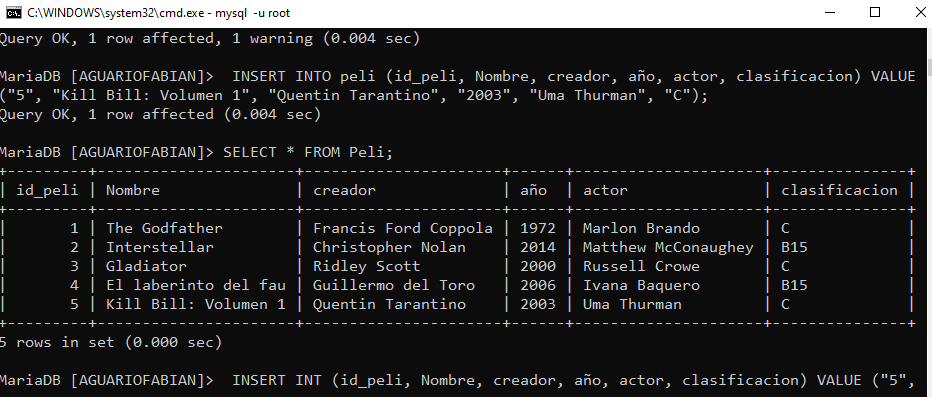 C:\WINDOWS\system32\cmd.exe - mysql -u root
Query OK, 1 row affected, 1 warning (0.004 sec)
MariaDB [AGUARIOFABIAN]>  INSERT INTO peli (id_peli, Nombre, creador, año, actor, clasificacion) VALUE
("5", "Kill Bill: Volumen 1", "Quentin Tarantino", "2003", "Uma Thurman", "C");
Query OK, 1 row affected (0.004 sec)
MariaDB [AGUARIOFABIAN]> SELECT * FROM Peli;
+---------+----------------------+----------------------+------+---------------------+---------------+
| id_peli | Nombre               | creador              | año  | actor               | clasificacion |
+---------+----------------------+----------------------+------+---------------------+---------------+
|       1 | The Godfather        | Francis Ford Coppola | 1972 | Marlon Brando       | C             |
|       2 | Interstellar         | Christopher Nolan    | 2014 | Matthew McConaughey | B15           |
|       3 | Gladiator            | Ridley Scott         | 2000 | Russell Crowe       | C             |
|       4 | El laberinto del fau | Guillermo del Toro   | 2006 | Ivana Baquero       | B15           |
|       5 | Kill Bill: Volumen 1 | Quentin Tarantino    | 2003 | Uma Thurman         | C             |
+---------+----------------------+----------------------+------+---------------------+---------------+
5 rows in set (0.000 sec)
MariaDB [AGUARIOFABIAN]>  INSERT INT (id_peli, Nombre, creador, año, actor, clasificacion) VALUE ("5",